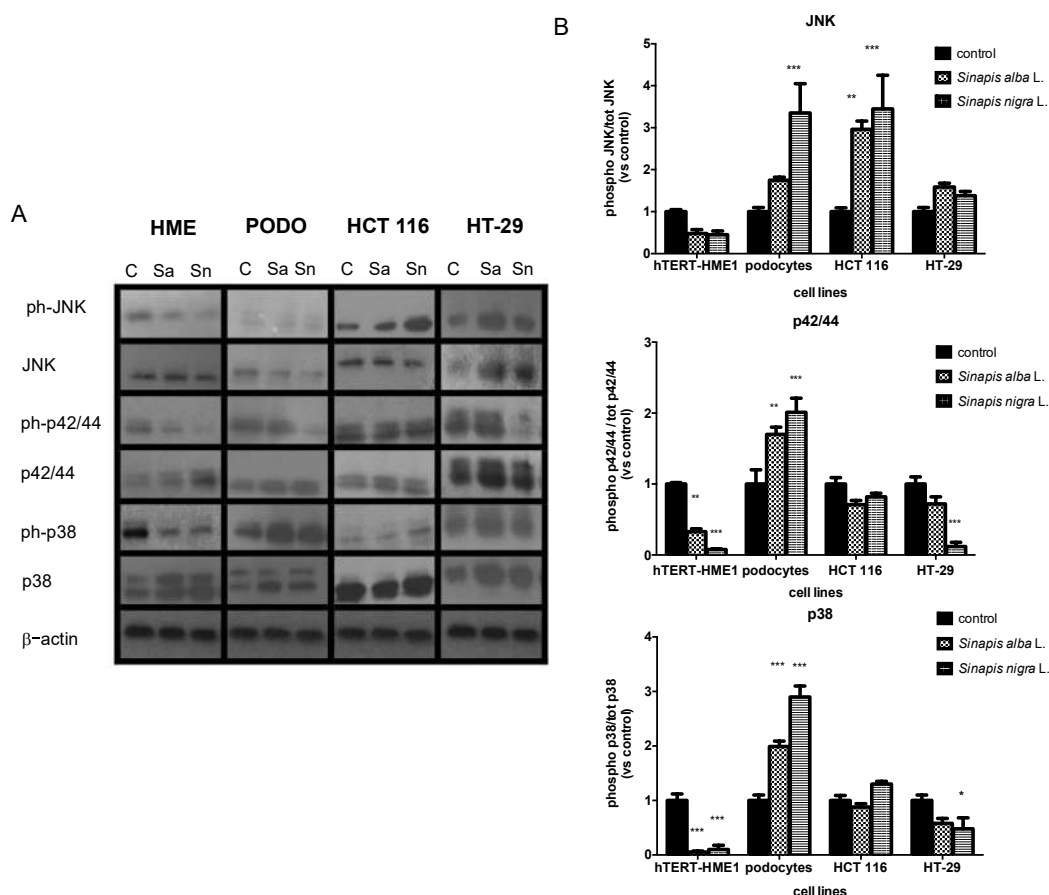 A
HME PODO HCT 116 HT-29
C Sa Sn C Sa Sn C Sa Sn C Sa Sn
ph-JNK
JNK
ph-p42/44
p42/44
ph-p38
p38
β−actin
B
JNK
phospho JNK/tot JNK
(vs control)
5
4
3
2
1
0
*** ** ***
control
Sinapis alba L.
Sinapis nigra L.
hTERT-HME1 podocytes HCT 116 HT-29
cell lines
p42/44
phospho p42/44 / tot p42/44
(vs control)
3
2
1
0
** *** ** *** ***
control
Sinapis alba L.
Sinapis nigra L.
hTERT-HME1 podocytes HCT 116 HT-29
cell lines
p38
phospho p38/tot p38
(vs control)
4
3
2
1
0
*** *** *** *** *
control
Sinapis alba L.
Sinapis nigra L.
hTERT-HME1 podocytes HCT 116 HT-29
cell lines